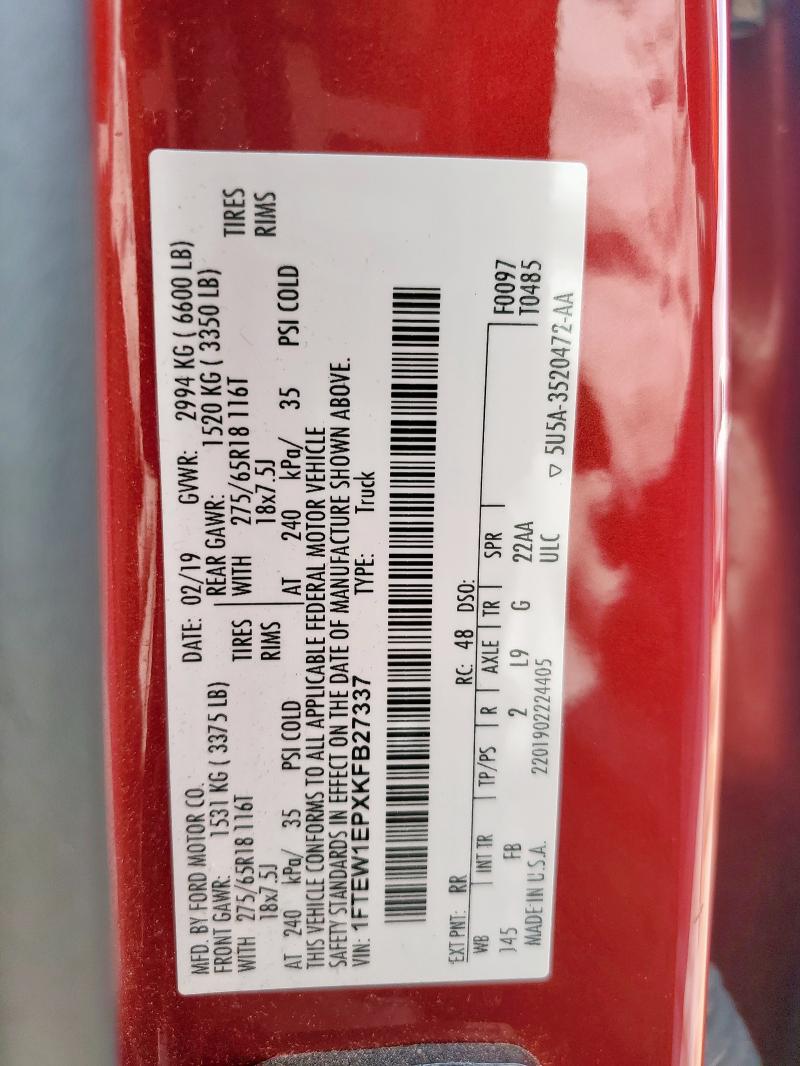 MFD. BY FORD MOTOR CO. DATE: 02/19 GVWR: 2994 KG ( 6600 LB)
FRONT GAWR: 1531 KG ( 3375 LB) REAR GAWR: 1520 KG ( 3350 LB)
WITH 275/65R18 116T TIRES WITH 275/65R18 116T TIRES
18x7.5J RIMS 18x7.5J RIMS
AT 240 kPa/ 35 PSI COLD AT 240 kPa/ 35 PSI COLD
THIS VEHICLE CONFORMS TO ALL APPLICABLE FEDERAL MOTOR VEHICLE
SAFETY STANDARDS IN EFFECT ON THE DATE OF MANUFACTURE SHOWN ABOVE.
VIN: 1FTEW1EPXKFB27337 TYPE: Truck
EXT PNT: RR RC: 48 DSO: F0097
WB INT TR TP/PS R AXLE TR SPR T0485
145 FB 2 L9 G 22AA
MADE IN U.S.A. 2201902224405 ULC
▽ 5U5A-3520472-AA